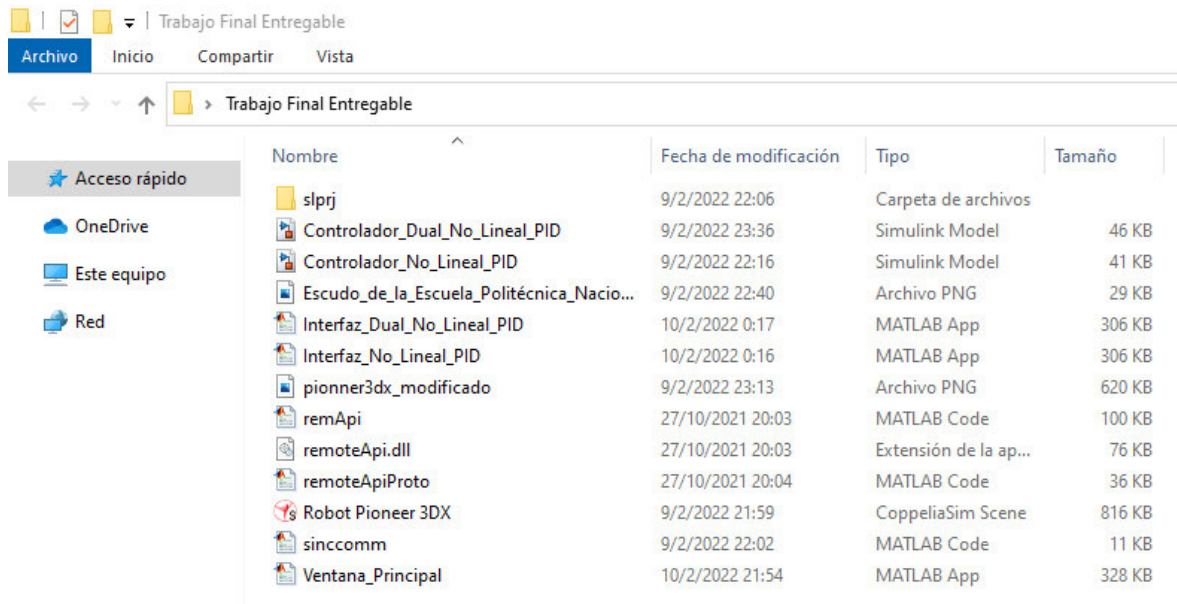 Trabajo Final Entregable
Archivo Inicio Compartir Vista
Trabajo Final Entregable
Nombre Fecha de modificación Tipo Tamaño
Acceso rápido
OneDrive
Este equipo
Red
slprj 9/2/2022 22:06 Carpeta de archivos
Controlador_Dual_No_Lineal_PID 9/2/2022 23:36 Simulink Model 46 KB
Controlador_No_Lineal_PID 9/2/2022 22:16 Simulink Model 41 KB
Escudo_de_la_Escuela_Politécnica_Nacio... 9/2/2022 22:40 Archivo PNG 29 KB
Interfaz_Dual_No_Lineal_PID 10/2/2022 0:17 MATLAB App 306 KB
Interfaz_No_Lineal_PID 10/2/2022 0:16 MATLAB App 306 KB
pionner3dx_modificado 9/2/2022 23:13 Archivo PNG 620 KB
remApi 27/10/2021 20:03 MATLAB Code 100 KB
remoteApi.dll 27/10/2021 20:03 Extensión de la ap... 76 KB
remoteApiProto 27/10/2021 20:04 MATLAB Code 36 KB
Robot Pioneer 3DX 9/2/2022 21:59 CoppeliaSim Scene 816 KB
sinccomm 9/2/2022 22:02 MATLAB Code 11 KB
Ventana_Principal 10/2/2022 21:54 MATLAB App 328 KB